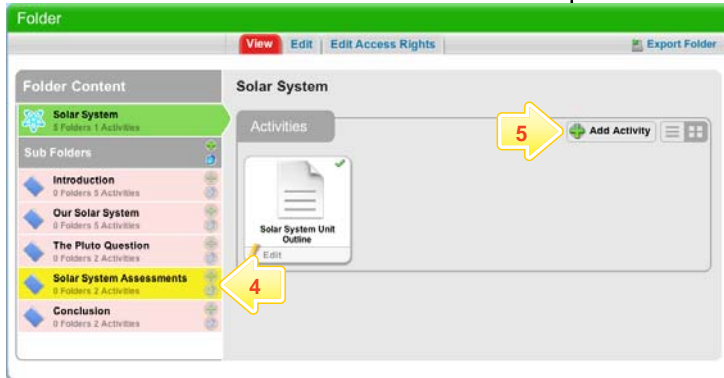 Folder
View Edit Edit Access Rights Export Folder
Folder Content
Solar System
5 Folders 1 Activities
Sub Folders
Introduction
0 Folders 5 Activities
Our Solar System
0 Folders 5 Activities
The Pluto Question
0 Folders 2 Activities
Solar System Assessments
0 Folders 2 Activities
Conclusion
0 Folders 2 Activities
Solar System
Activities
5
Add Activity
Solar System Unit
Outline
Edit
4